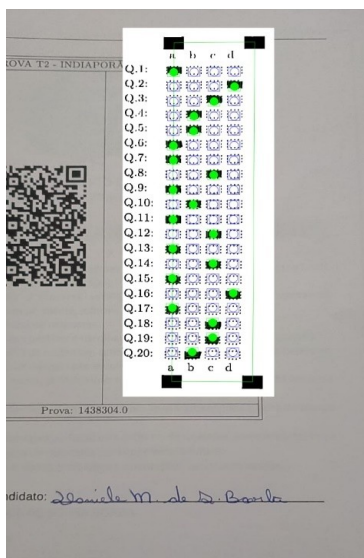 ROVA T2 - INDIAPORÃ
a b c d
Q.1:
Q.2:
Q.3:
Q.4:
Q.5:
Q.6:
Q.7:
Q.8:
Q.9:
Q.10:
Q.11:
Q.12:
Q.13:
Q.14:
Q.15:
Q.16:
Q.17:
Q.18:
Q.19:
Q.20:
a b c d
Prova: 1438304.0
ndidato: M. de